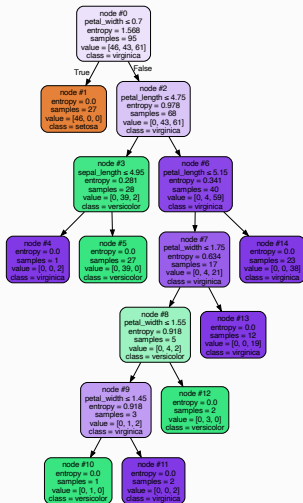 node #0
petal_width ≤ 0.7
entropy = 1.568
samples = 95
value = [46, 43, 61]
class = virginica
True
False
node #1
entropy = 0.0
samples = 27
value = [46, 0, 0]
class = setosa
node #2
petal_length ≤ 4.75
entropy = 0.978
samples = 68
value = [0, 43, 61]
class = virginica
node #3
sepal_length ≤ 4.95
entropy = 0.281
samples = 28
value = [0, 39, 2]
class = versicolor
node #6
petal_length ≤ 5.15
entropy = 0.341
samples = 40
value = [0, 4, 59]
class = virginica
node #4
entropy = 0.0
samples = 1
value = [0, 0, 2]
class = virginica
node #5
entropy = 0.0
samples = 27
value = [0, 39, 0]
class = versicolor
node #7
petal_width ≤ 1.75
entropy = 0.634
samples = 17
value = [0, 4, 21]
class = virginica
node #14
entropy = 0.0
samples = 23
value = [0, 0, 38]
class = virginica
node #8
petal_width ≤ 1.55
entropy = 0.918
samples = 5
value = [0, 4, 2]
class = versicolor
node #13
entropy = 0.0
samples = 12
value = [0, 0, 19]
class = virginica
node #9
petal_width ≤ 1.45
entropy = 0.918
samples = 3
value = [0, 1, 2]
class = virginica
node #12
entropy = 0.0
samples = 2
value = [0, 3, 0]
class = versicolor
node #10
entropy = 0.0
samples = 1
value = [0, 1, 0]
class = versicolor
node #11
entropy = 0.0
samples = 2
value = [0, 0, 2]
class = virginica